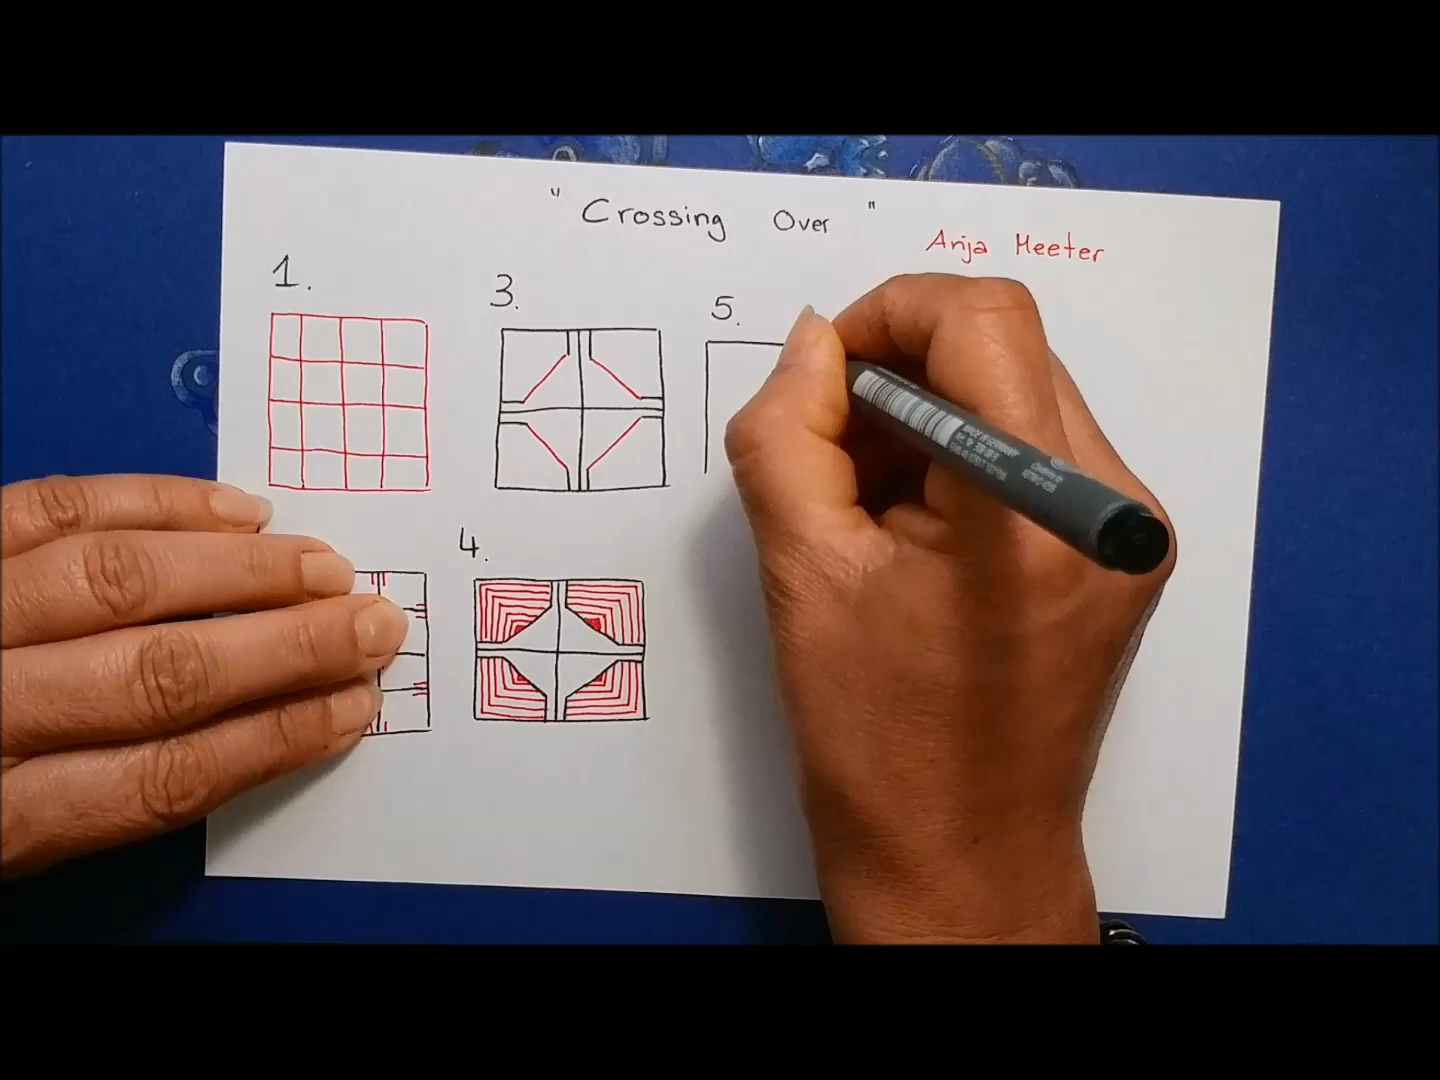 " Crossing Over "
Anja Meeter
1.
3.
5.
4.